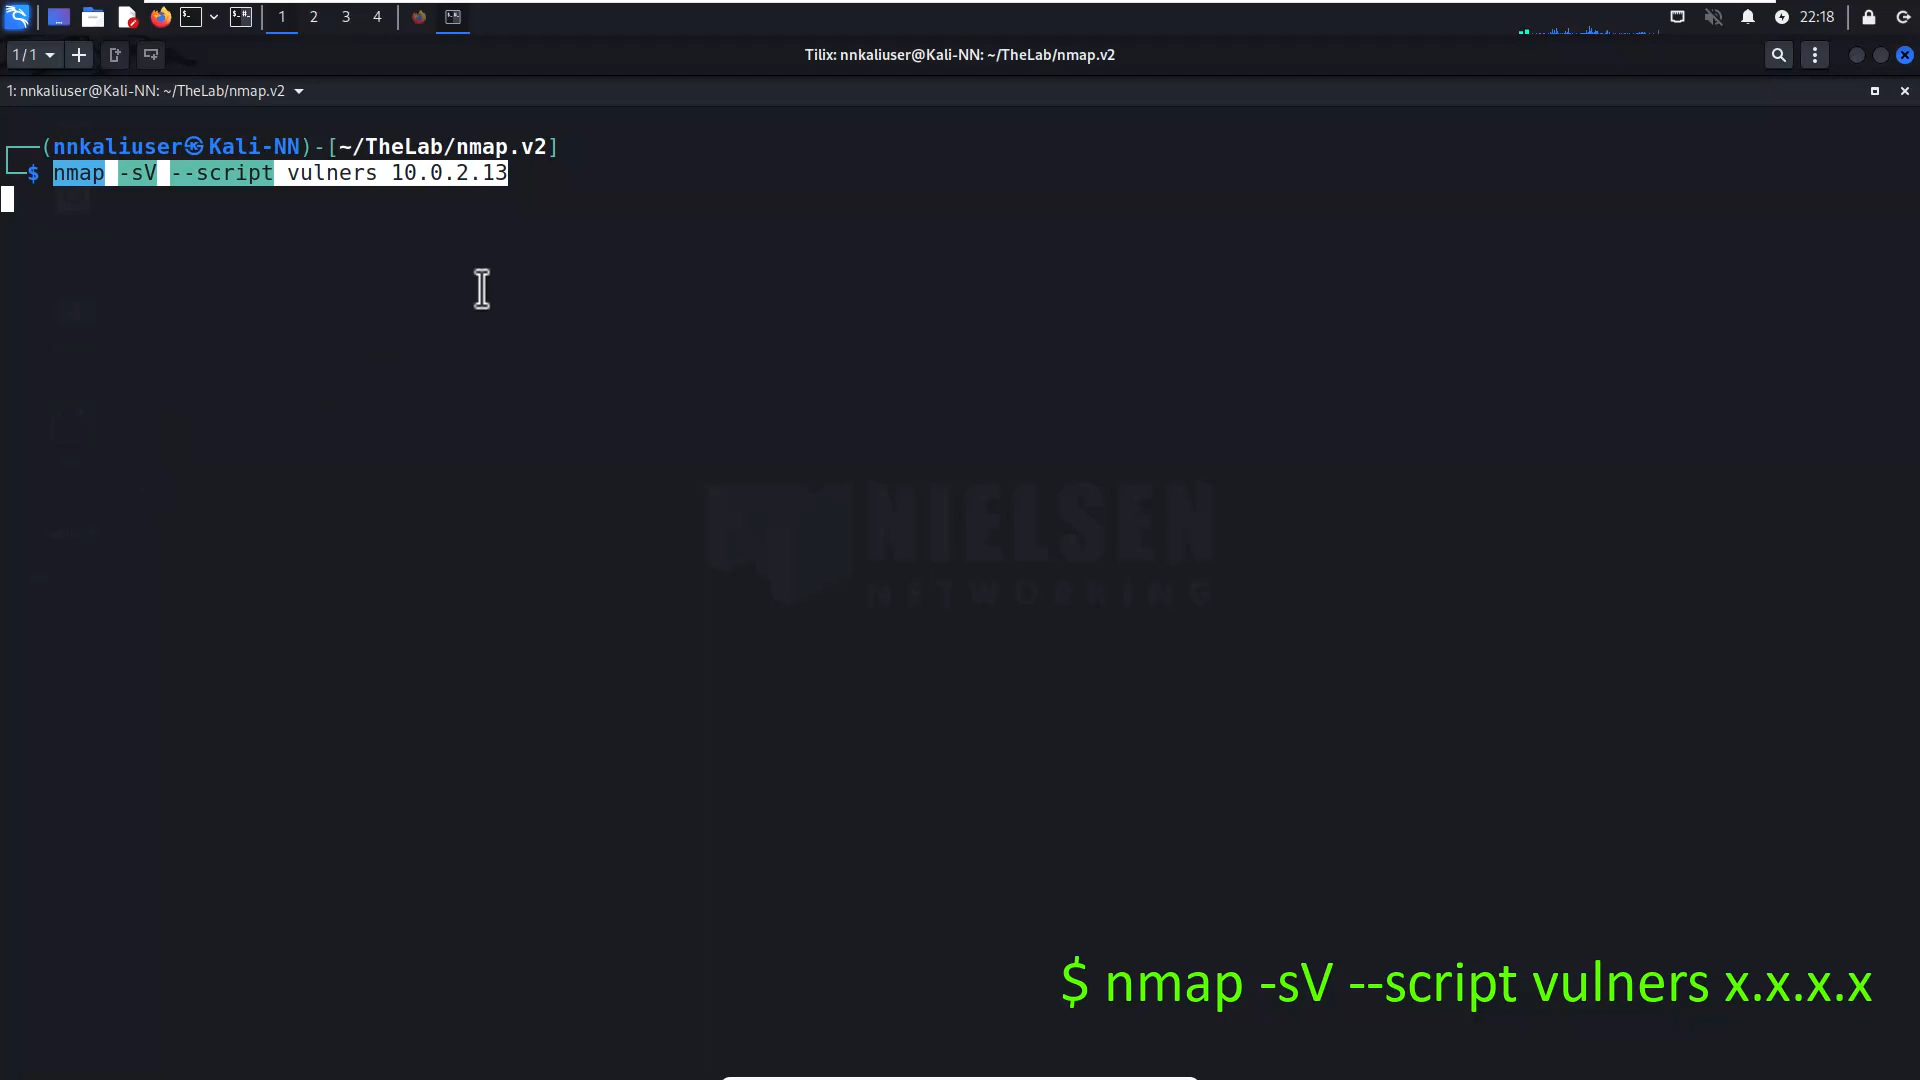 1 2 3 4 22:18
1/1 Tilix: nnkaliuser@Kali-NN: ~/TheLab/nmap.v2
1: nnkaliuser@Kali-NN: ~/TheLab/nmap.v2
(nnkaliuser㉿Kali-NN)-[~/TheLab/nmap.v2]
$ nmap -sV --script vulners 10.0.2.13
NIELSEN
NETWORKING
$ nmap -sV --script vulners x.x.x.x